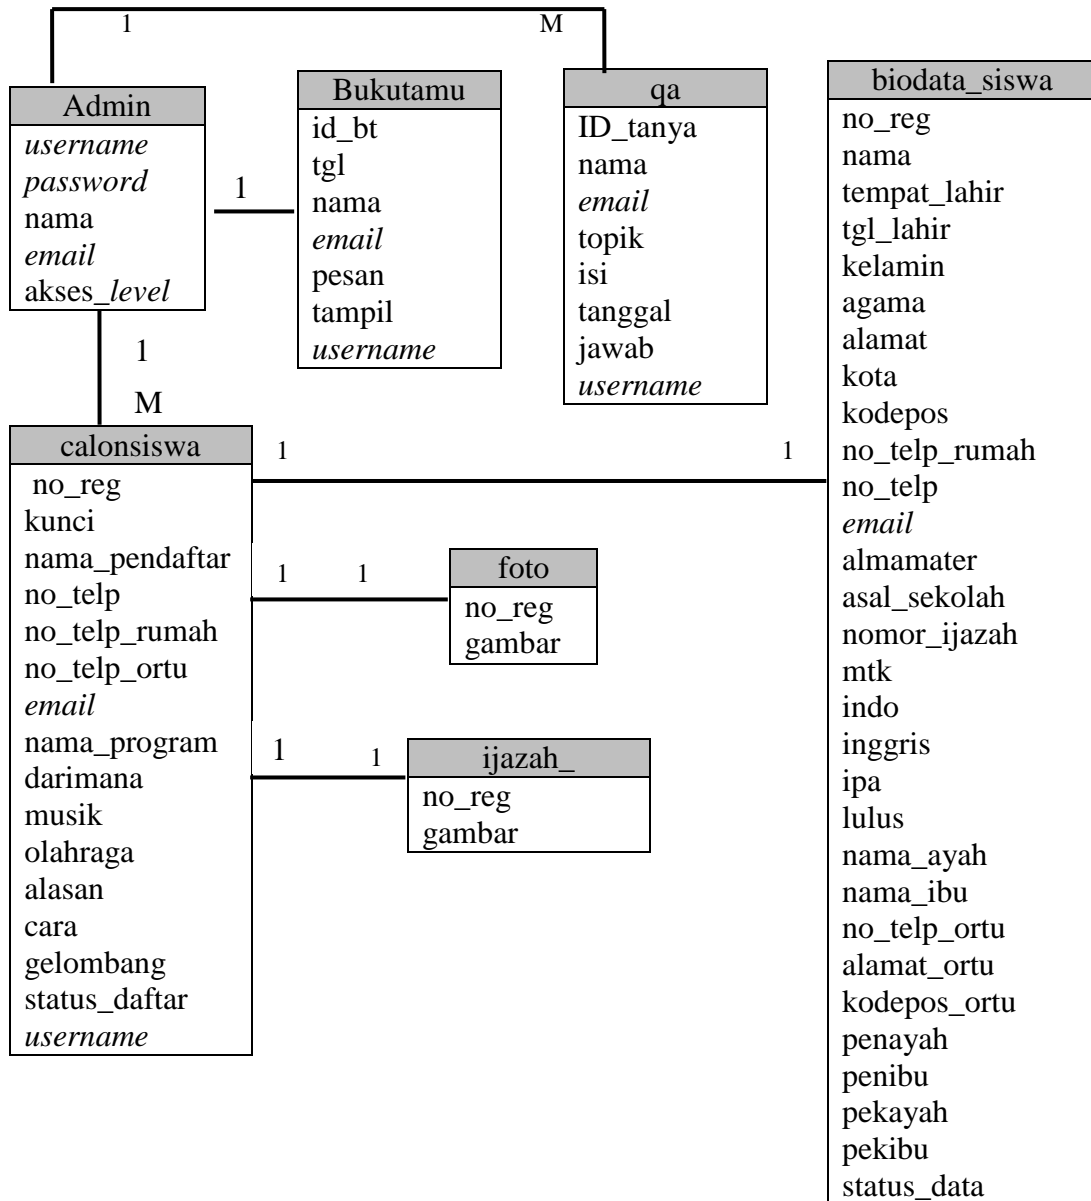 1 M
Admin
username
password
nama
email
akses_level
1
Bukutamu
id_bt
tgl
nama
email
pesan
tampil
username
qa
ID_tanya
nama
email
topik
isi
tanggal
jawab
username
biodata_siswa
no_reg
nama
tempat_lahir
tgl_lahir
kelamin
agama
alamat
kota
kodepos
no_telp_rumah
no_telp
email
almamater
asal_sekolah
nomor_ijazah
mtk
indo
inggris
ipa
lulus
nama_ayah
nama_ibu
no_telp_ortu
alamat_ortu
kodepos_ortu
penayah
penibu
pekayah
pekibu
status_data
1
M
calonsiswa
no_reg
kunci
nama_pendaftar
no_telp
no_telp_rumah
no_telp_ortu
email
nama_program
darimana
musik
olahraga
alasan
cara
gelombang
status_daftar
username
1 1
1 1
foto
no_reg
gambar
1 1
ijazah_
no_reg
gambar